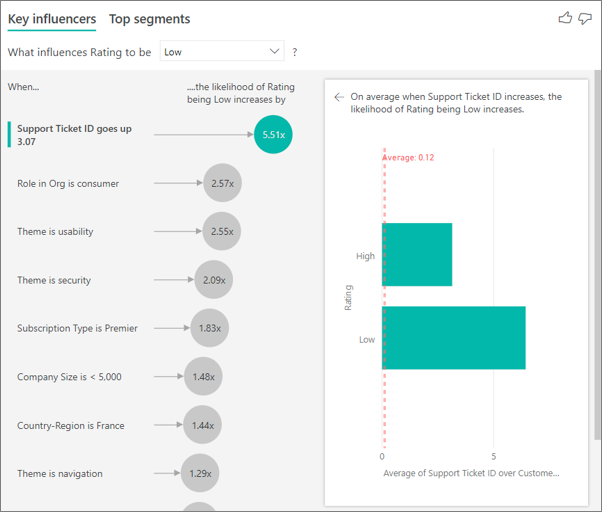 Key influencers
Top segments
What influences Rating to be
Low
?
When...
....the likelihood of Rating
being Low increases by
Support Ticket ID goes up
3.07
5.51x
Role in Org is consumer
2.57x
Theme is usability
2.55x
Theme is security
2.09x
Subscription Type is Premier
1.83x
Company Size is < 5.000
1.48x
Country-Region is France
1.44x
Theme is navigation
1.29x
On average when Support Ticket ID increases, the
likelihood of Rating being Low increases.
Average: 0.12
High
Rating
Low
0
5
Average of Support Ticket ID over Custome...